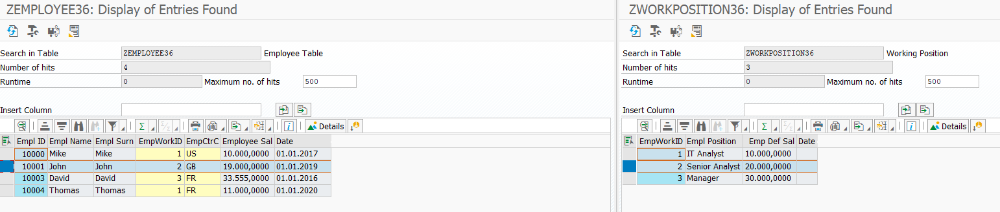 ZEMPLOYEE36: Display of Entries Found
Search in Table ZEMPLOYEE36 Employee Table
Number of hits 4
Runtime 0 Maximum no. of hits 500
Insert Column
Σ Σ i Details
Empl ID Empl Name Empl Surn EmpWorkID EmpCtrC Employee Sal Date
10000 Mike Mike 1 US 10.000,0000 01.01.2017
10001 John John 2 GB 19.000,0000 01.01.2019
10003 David David 3 FR 33.555,0000 01.01.2016
10004 Thomas Thomas 1 FR 11.000,0000 01.01.2020
ZWORKPOSITION36: Display of Entries Found
Search in Table ZWORKPOSITION36 Working Position
Number of hits 3
Runtime 0 Maximum no. of hits 500
Insert Column
Σ Σ i Details
EmpWorkID Empl Position Emp Def Sal Date
1 IT Analyst 10.000,0000
2 Senior Analyst 20.000,0000
3 Manager 30.000,0000